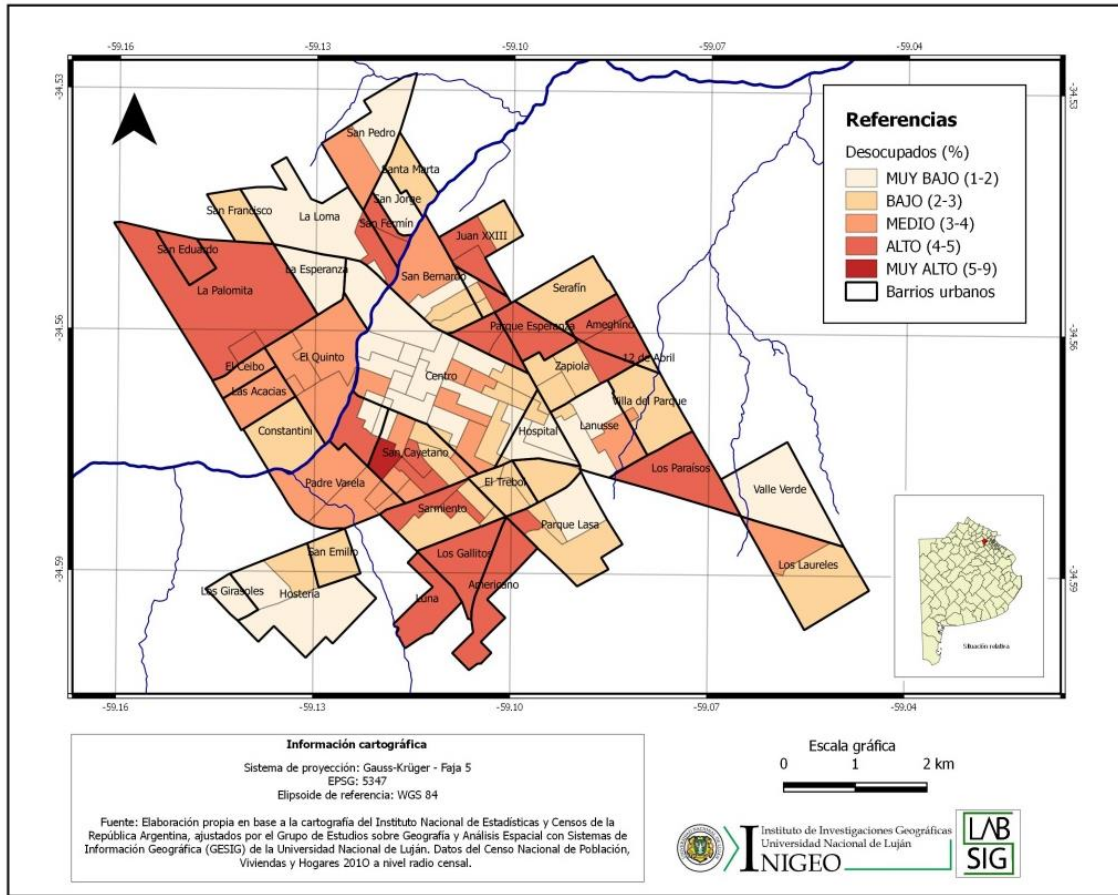 -59.16 -59.13 -59.10 -59.07 -59.04
-34.53 -34.53
San Pedro
Santa Marta
San Jorge
San Francisco
La Loma
San Fermín
Juan XXIII
San Eduardo
La Esperanza
San Bernardo
La Palomita
Serafín
Parque Esperanza
Ameghino
-34.56 -34.56
El Quinto
12 de Abril
El Ceibo
Zapiola
Centro
Las Acacias
Villa del Parque
Constantini
Hospital
Lanusse
San Cayetano
Los Paraísos
Padre Varela
El Trébol
Valle Verde
Sarmiento
Parque Lasa
San Emilio
Los Gallitos
Los Laureles
-34.59 -34.59
Los Girasoles
Hostería
Americano
Luna
-59.16 -59.13 -59.10 -59.07 -59.04
Referencias
Desocupados (%)
MUY BAJO (1-2)
BAJO (2-3)
MEDIO (3-4)
ALTO (4-5)
MUY ALTO (5-9)
Barrios urbanos
Situación relativa
Información cartográfica
Sistema de proyección: Gauss-Krüger - Faja 5
EPSG: 5347
Elipsoide de referencia: WGS 84
Fuente: Elaboración propia en base a la cartografía del Instituto Nacional de Estadísticas y Censos de la
República Argentina, ajustados por el Grupo de Estudios sobre Geografía y Análisis Espacial con Sistemas de
Información Geográfica (GESIG) de la Universidad Nacional de Luján. Datos del Censo Nacional de Población,
Viviendas y Hogares 2010 a nivel radio censal.
Escala gráfica
0 1 2 km
Instituto de Investigaciones Geográficas
Universidad Nacional de Luján
INIGEO
LAB
SIG